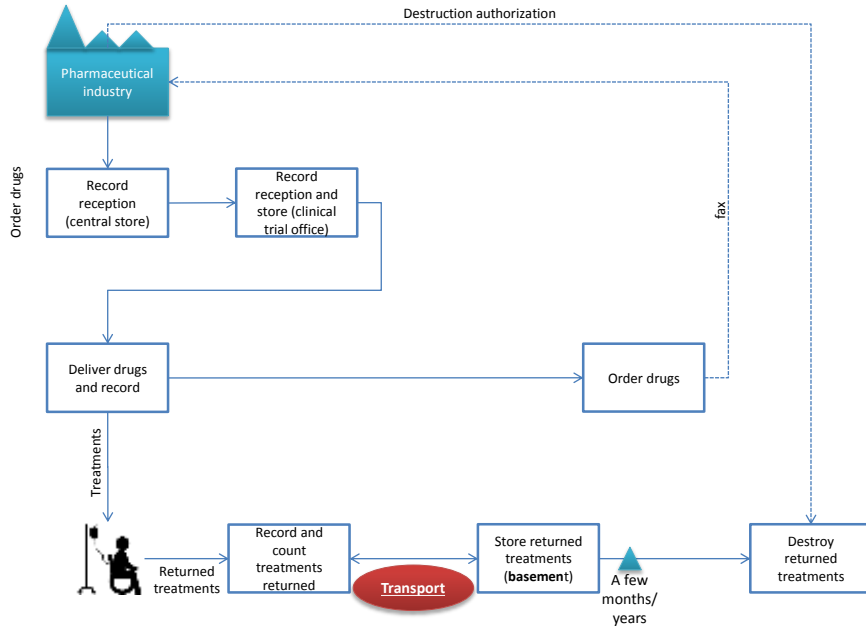 Destruction authorization
Pharmaceutical
industry
Order drugs
Record
reception
(central store)
Record
reception and
store (clinical
trial office)
fax
Deliver drugs
and record
Order drugs
Treatments
Returned
treatments
Record and
count
treatments
returned
Transport
Store returned
treatments
(basement)
A few
months/
years
Destroy
returned
treatments